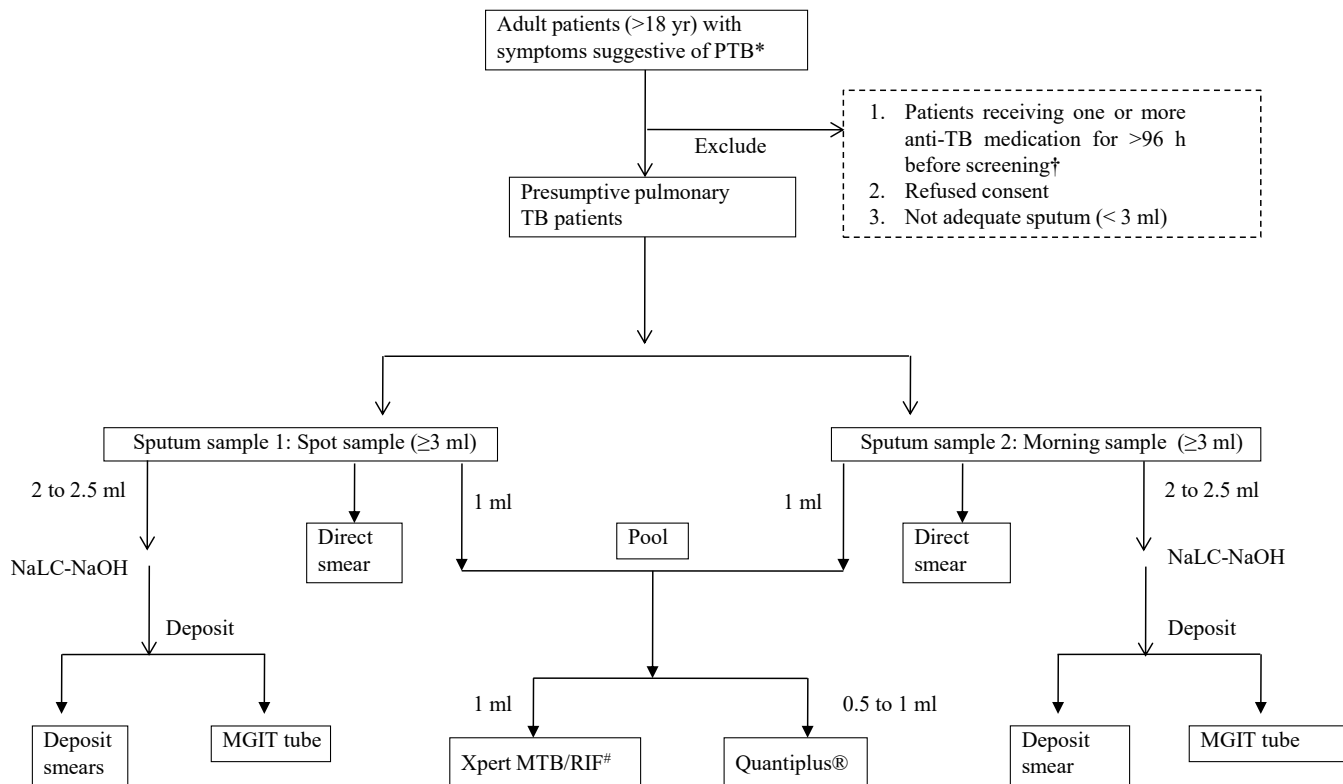 Adult patients (>18 yr) with
symptoms suggestive of PTB*
Exclude
1. Patients receiving one or more
anti-TB medication for >96 h
before screening†
2. Refused consent
3. Not adequate sputum (< 3 ml)
Presumptive pulmonary
TB patients
Sputum sample 1: Spot sample (≥3 ml)
Sputum sample 2: Morning sample (≥3 ml)
2 to 2.5 ml
1 ml
1 ml
2 to 2.5 ml
Direct
smear
Pool
Direct
smear
NaLC-NaOH
NaLC-NaOH
Deposit
Deposit
1 ml
0.5 to 1 ml
Deposit
smears
MGIT tube
Xpert MTB/RIF#
Quantiplus®
Deposit
smear
MGIT tube